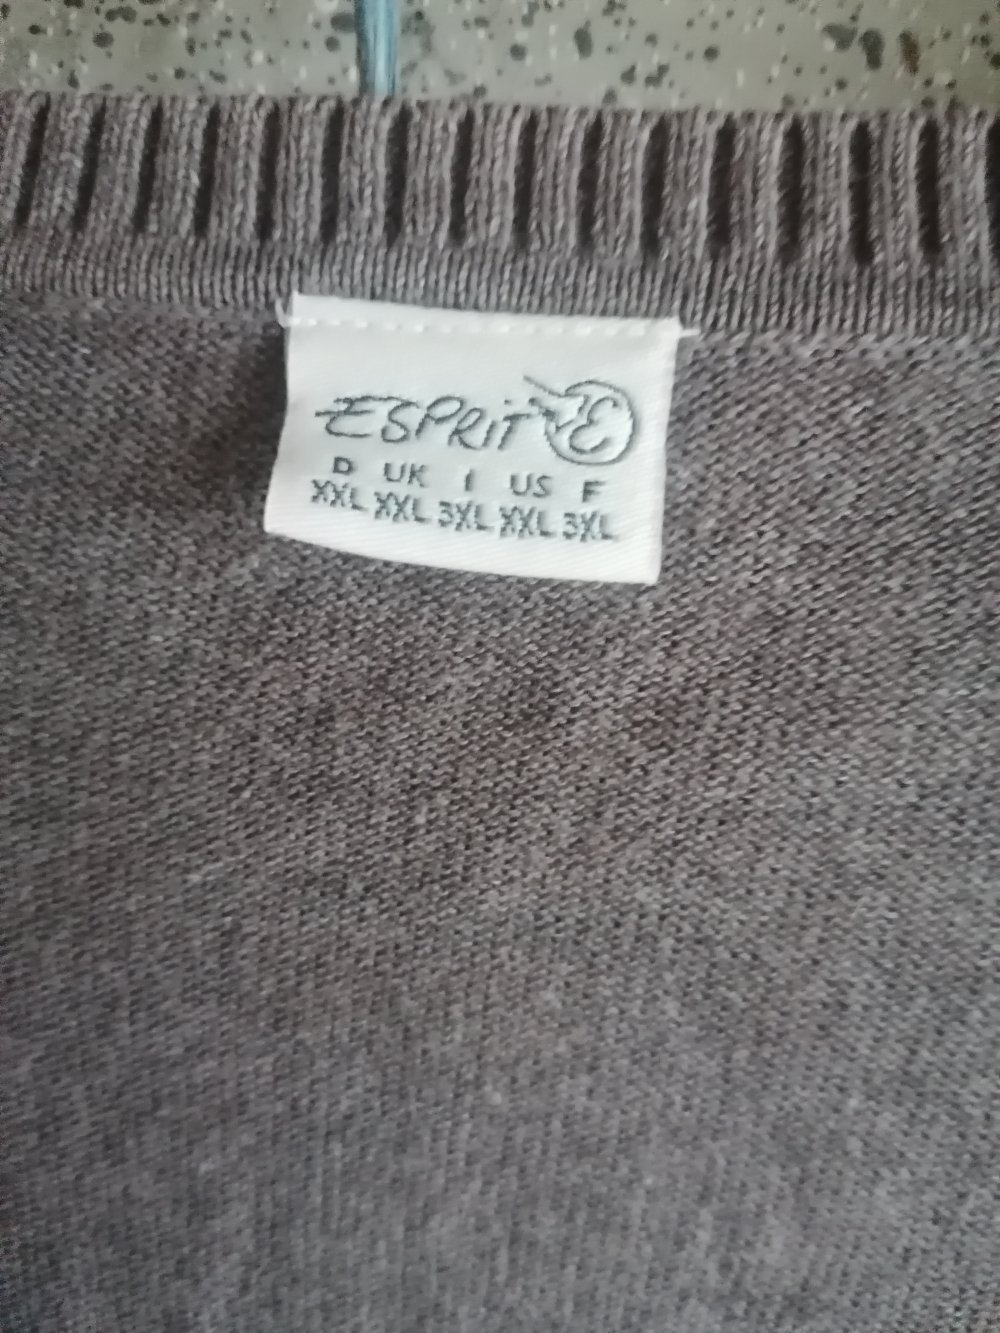 ESPRiT E
D UK I US F
XXL XXL 3XL XXL 3XL